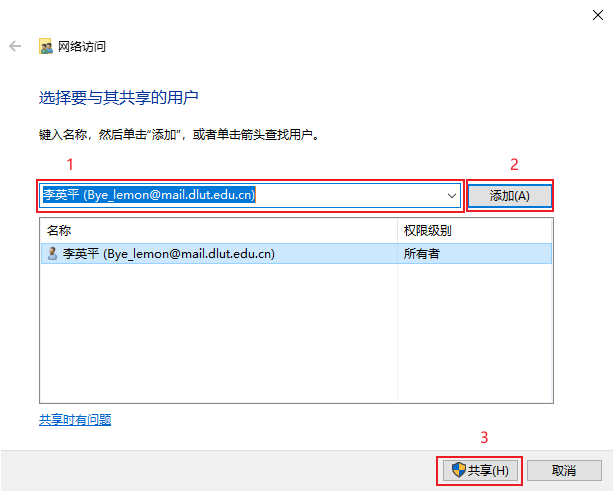 网络访问
选择要与其共享的用户
键入名称，然后单击“添加”，或者单击箭头查找用户。
1
2
李英平 (Bye_lemon@mail.dlut.edu.cn)
添加(A)
名称
权限级别
李英平 (Bye_lemon@mail.dlut.edu.cn)
所有者
共享时有问题
3
共享(H)
取消